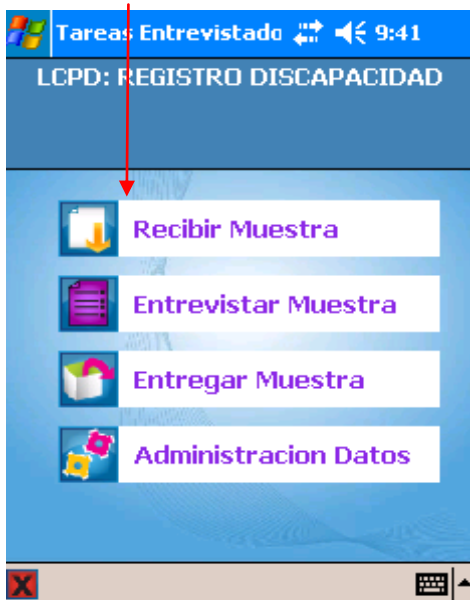 Tareas Entrevistado 9:41
LCPD: REGISTRO DISCAPACIDAD
Recibir Muestra
Entrevistar Muestra
Entregar Muestra
Administracion Datos